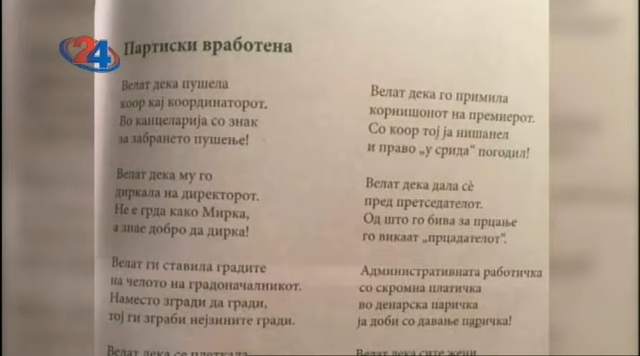 24
Партиски вработена
Велат дека пушела
коор кај координаторот.
Во канцеларија со знак
за забрането пушење!
Велат дека му го
диркала на директорот.
Не е грда како Мирка,
а знае добро да дирка!
Велат ги ставила градите
на челото на градоначалникот.
Наместо згради да гради,
тој ги зграби нејзините гради.
Велат дека се плеткала
Велат дека го примила
корнишонот на премиерот.
Со коор тој ја нишанел
и право „у срида“ погодил!
Велат дека дала сѐ
пред претседателот.
Од што го бива за прцање
го викаат „прцадателот“.
Административната работичка
со скромна платичка
во денарска паричка
ја доби со давање паричка!
Велат дека сите жени